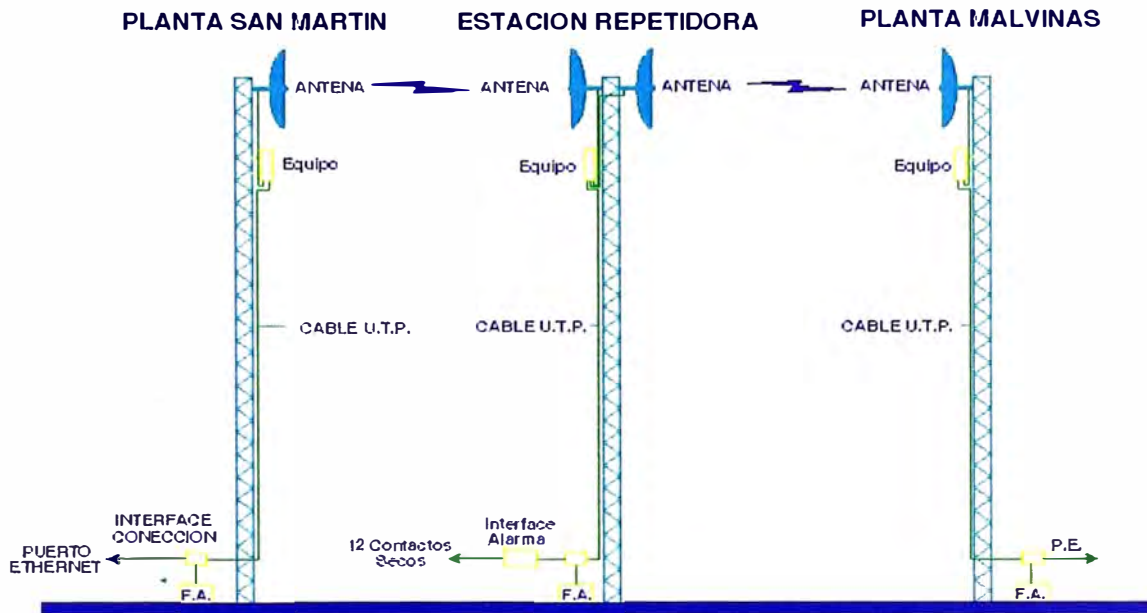 PLANTA SAN MARTIN
ESTACION REPETIDORA
PLANTA MALVINAS
ANTENA
ANTENA
ANTENA
ANTENA
Equipo
Equipo
Equipo
CABLE U.T.P.
CABLE U.T.P.
CABLE U.T.P.
INTERFACE
CONECCION
PUERTO
ETHERNET
F.A.
12 Contactos
Secos
Interface
Alarma
F.A.
P.E.
F.A.